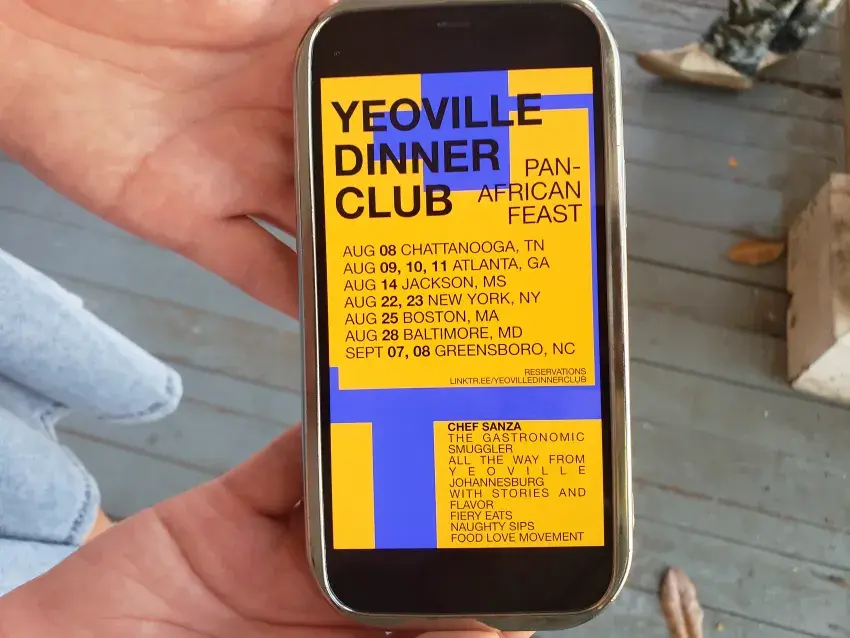 YEOVILLE
DINNER
CLUB
PAN-
AFRICAN
FEAST
AUG 08 CHATTANOOGA, TN
AUG 09, 10, 11 ATLANTA, GA
AUG 14 JACKSON, MS
AUG 22, 23 NEW YORK, NY
AUG 25 BOSTON, MA
AUG 28 BALTIMORE, MD
SEPT 07, 08 GREENSBORO, NC
RESERVATIONS
LINKTR.EE/YEOVILLEDINNERCLUB
CHEF SANZA
THE GASTRONOMIC
SMUGGLER
ALL THE WAY FROM
YEOVILLE
JOHANNESBURG
WITH STORIES AND
FLAVOR
FIERY EATS
NAUGHTY SIPS
FOOD LOVE MOVEMENT